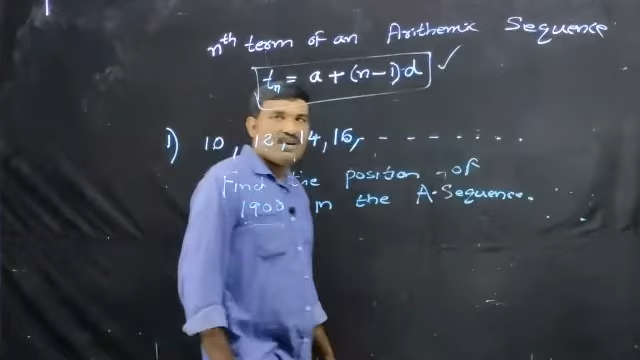 nth term of an Arithemic Sequence
tn = a + (n-1)d ✓
1) 10, 12, 14, 16, - - - - - - - .
Find the position of
1900 in the A.Sequence.